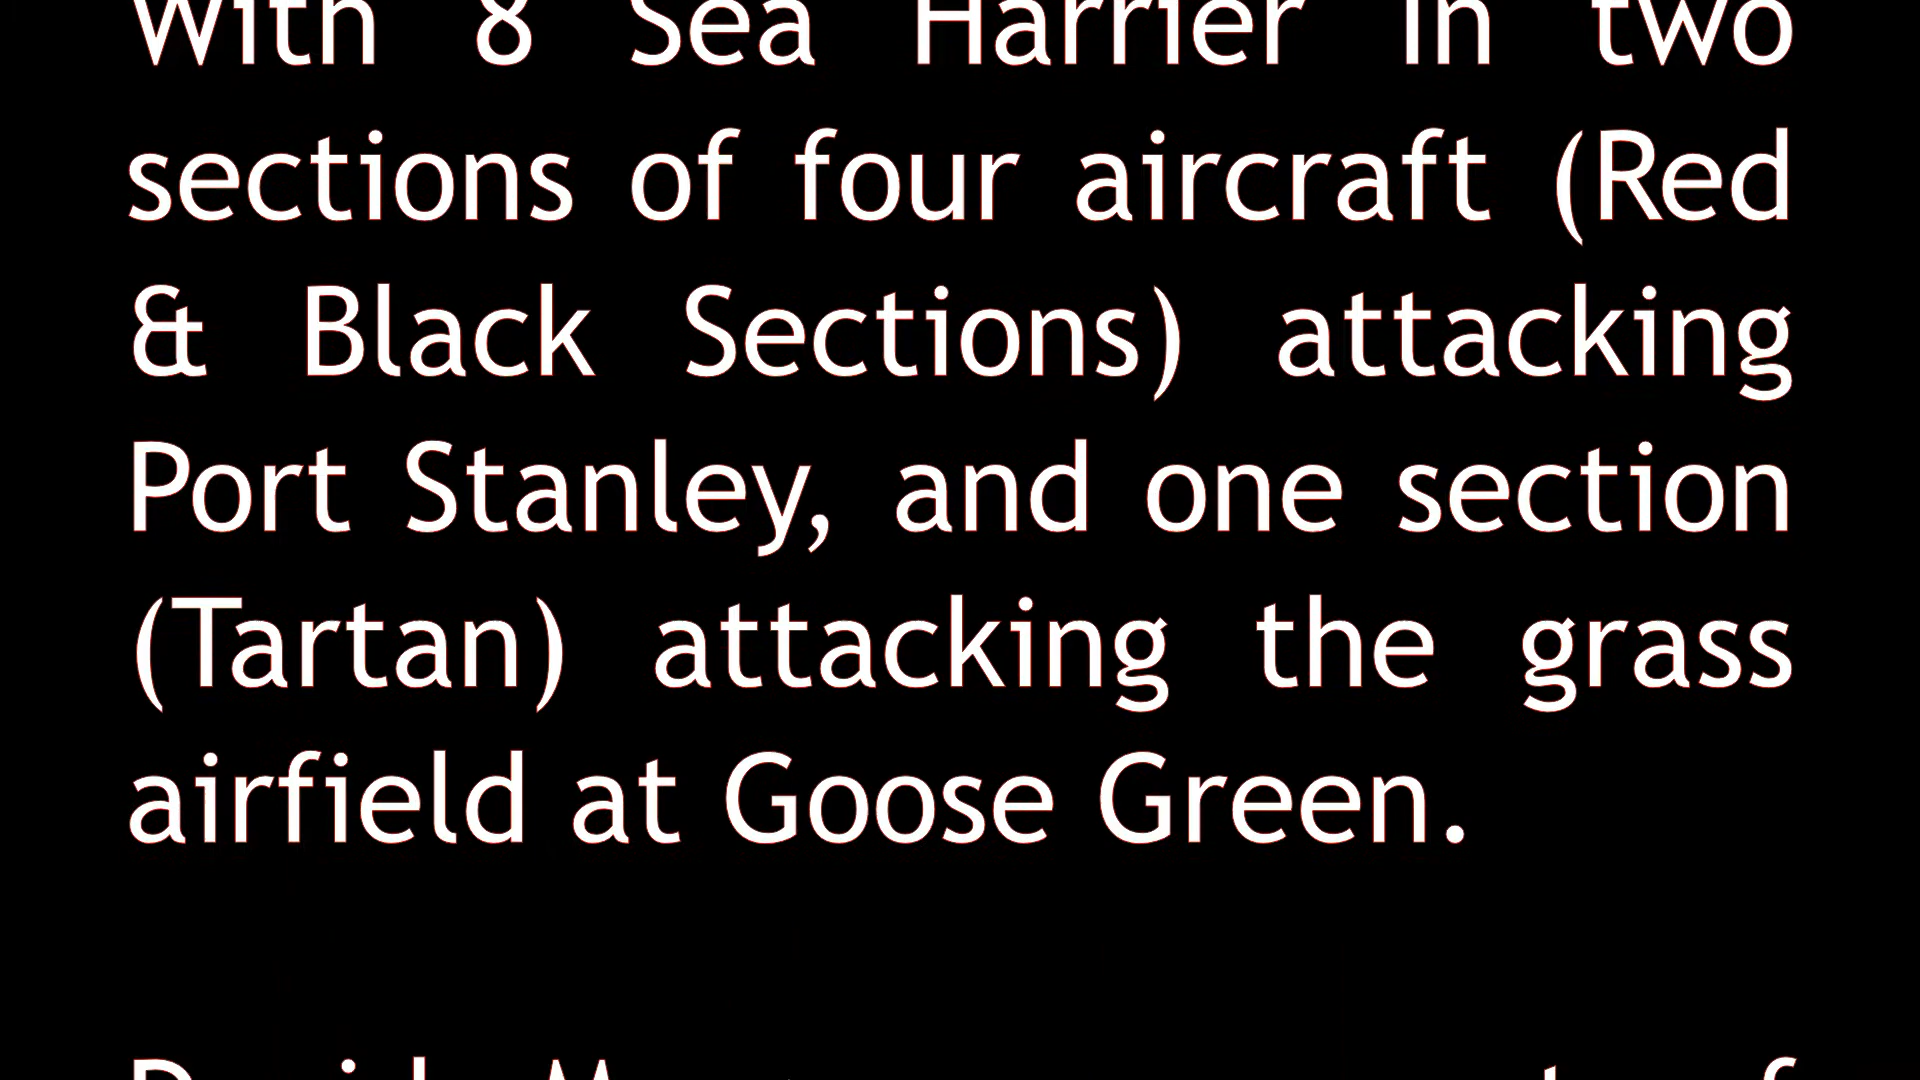 With 8 Sea Harrier in two
sections of four aircraft (Red
& Black Sections) attacking
Port Stanley, and one section
(Tartan) attacking the grass
airfield at Goose Green.